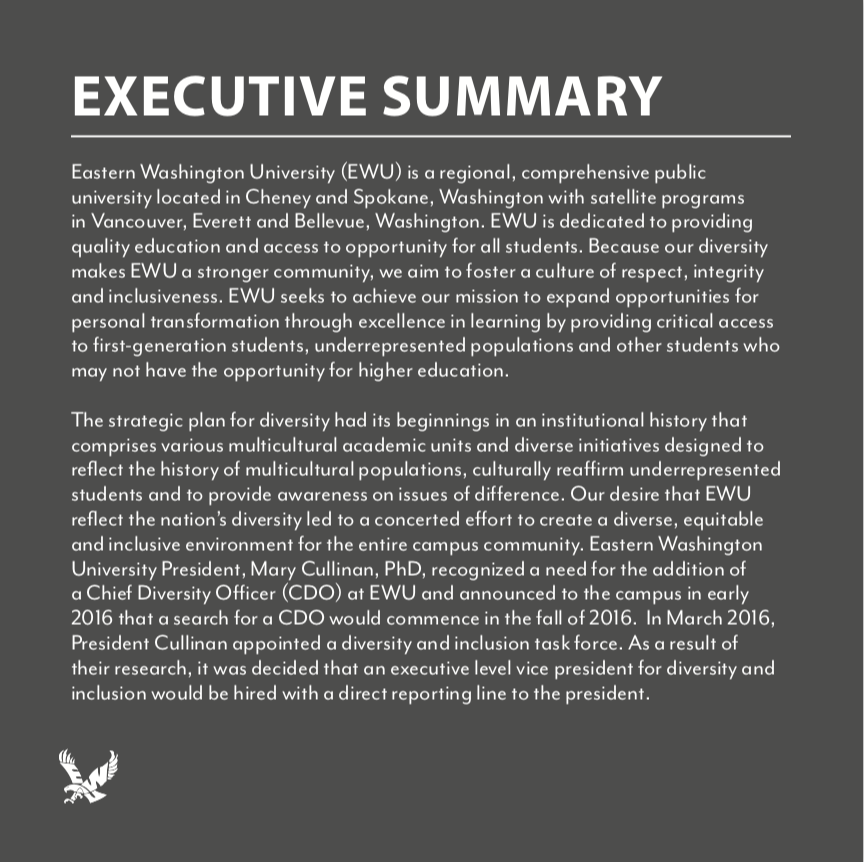 EXECUTIVE SUMMARY
Eastern Washington University (EWU) is a regional, comprehensive public
university located in Cheney and Spokane, Washington with satellite programs
in Vancouver, Everett and Bellevue, Washington. EWU is dedicated to providing
quality education and access to opportunity for all students. Because our diversity
makes EWU a stronger community, we aim to foster a culture of respect, integrity
and inclusiveness. EWU seeks to achieve our mission to expand opportunities for
personal transformation through excellence in learning by providing critical access
to first-generation students, underrepresented populations and other students who
may not have the opportunity for higher education.
The strategic plan for diversity had its beginnings in an institutional history that
comprises various multicultural academic units and diverse initiatives designed to
reflect the history of multicultural populations, culturally reaffirm underrepresented
students and to provide awareness on issues of difference. Our desire that EWU
reflect the nation's diversity led to a concerted effort to create a diverse, equitable
and inclusive environment for the entire campus community. Eastern Washington
University President, Mary Cullinan, PhD, recognized a need for the addition of
a Chief Diversity Officer (CDO) at EWU and announced to the campus in early
2016 that a search for a CDO would commence in the fall of 2016.  In March 2016,
President Cullinan appointed a diversity and inclusion task force. As a result of
their research, it was decided that an executive level vice president for diversity and
inclusion would be hired with a direct reporting line to the president.
EW